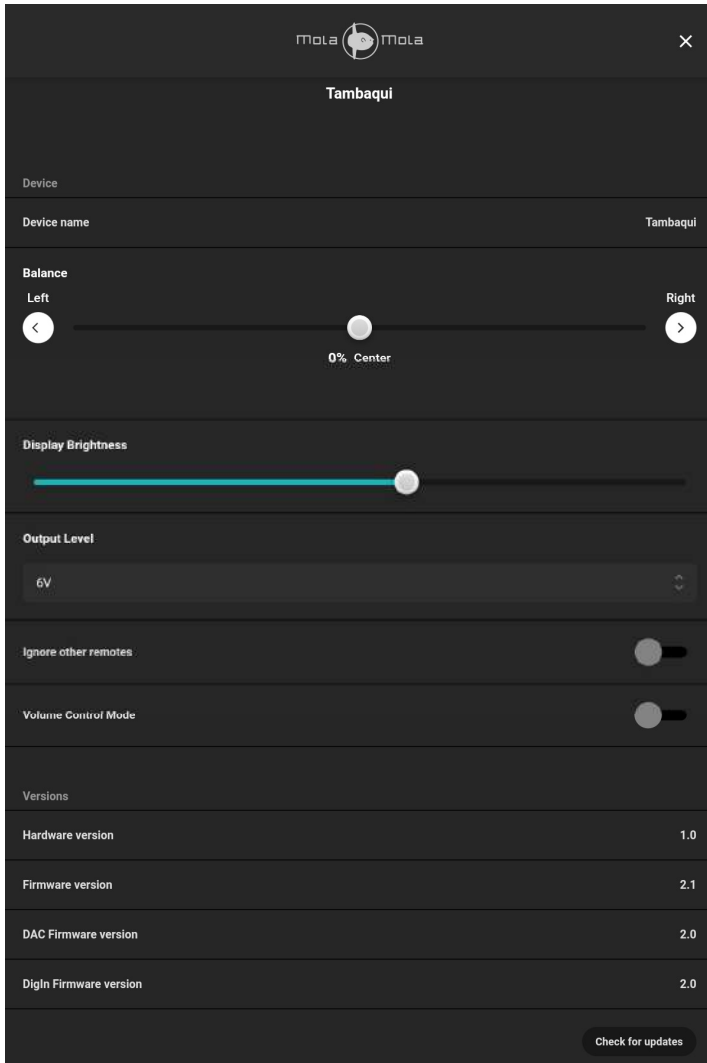 mola mola
Tambaqui
Device
Device name Tambaqui
Balance
Left Right
0% Center
Display Brightness
Output Level
6V
Ignore other remotes
Volume Control Mode
Versions
Hardware version 1.0
Firmware version 2.1
DAC Firmware version 2.0
DigIn Firmware version 2.0
Check for updates